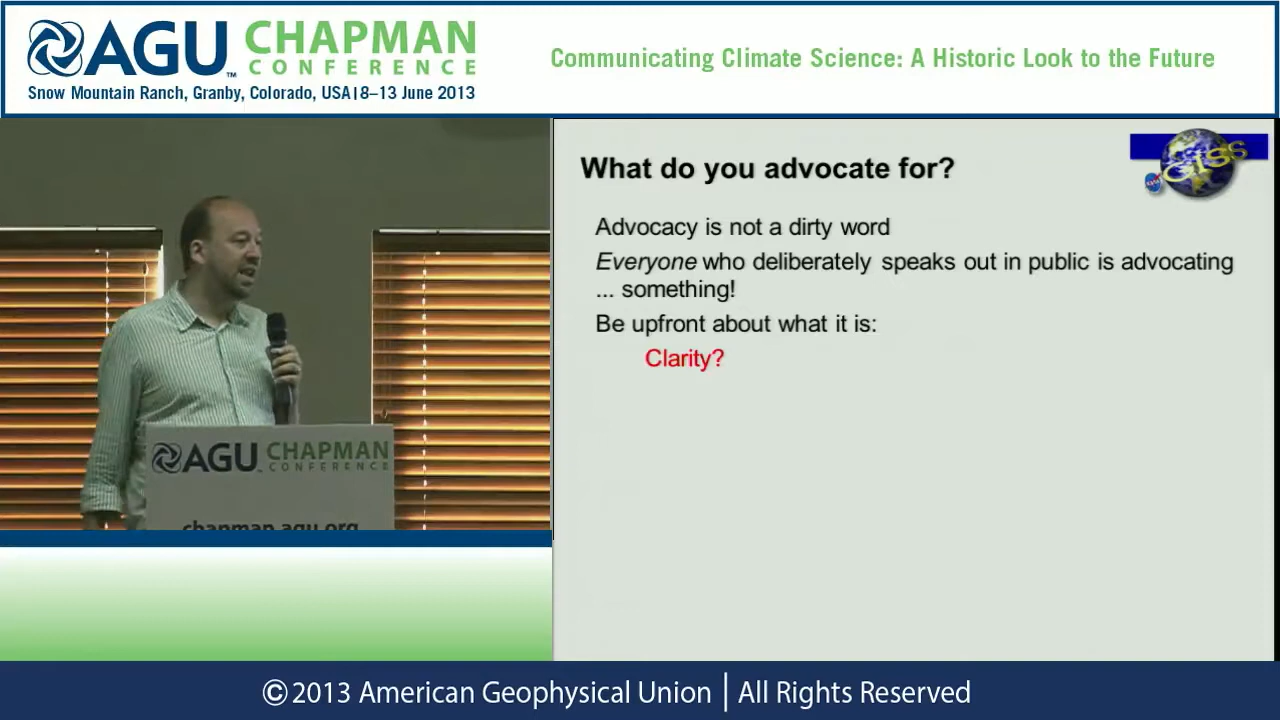 AGU CHAPMAN
CONFERENCE
Snow Mountain Ranch, Granby, Colorado, USA|8–13 June 2013
Communicating Climate Science: A Historic Look to the Future
GISS
What do you advocate for?
Advocacy is not a dirty word
Everyone who deliberately speaks out in public is advocating
... something!
Be upfront about what it is:
Clarity?
AGU CHAPMAN
CONFERENCE
chapman.agu.org
©2013 American Geophysical Union | All Rights Reserved